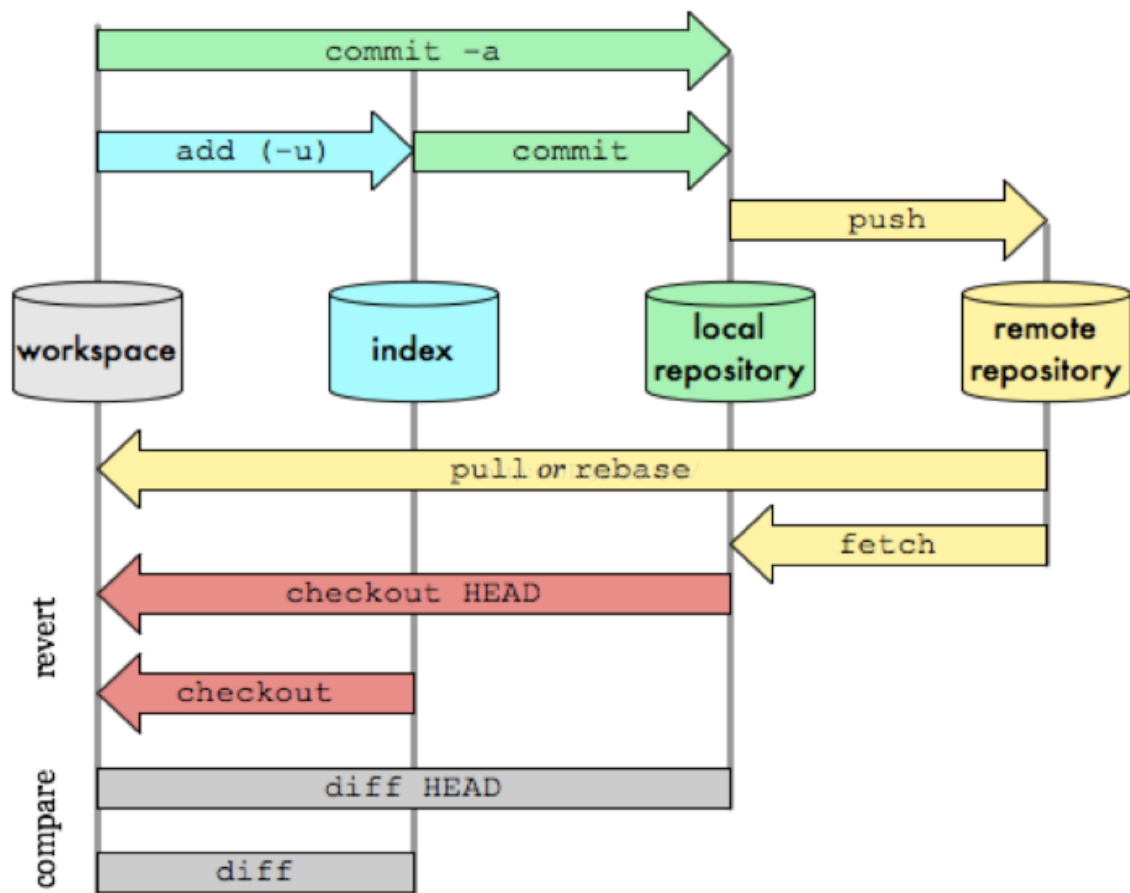 commit -a
add (-u)
commit
push
workspace
index
local
repository
remote
repository
pull or rebase
fetch
revert
checkout HEAD
checkout
compare
diff HEAD
diff